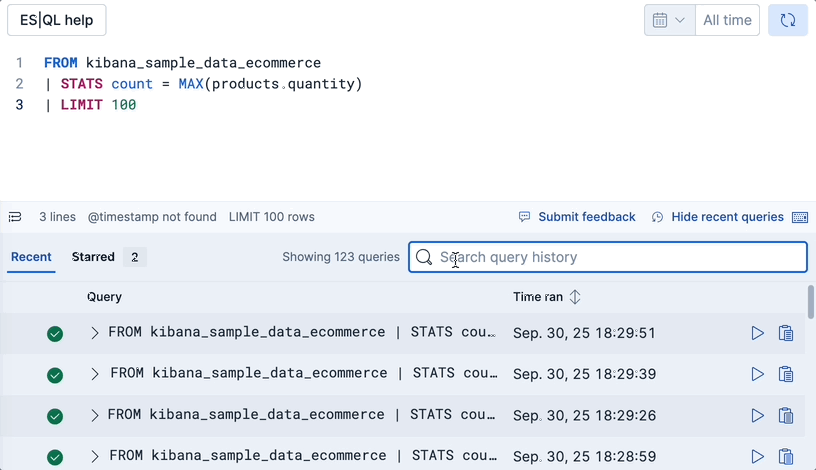 ES|QL help
All time
1 FROM kibana_sample_data_ecommerce
2 | STATS count = MAX(products.quantity)
3 | LIMIT 100
3 lines @timestamp not found LIMIT 100 rows Submit feedback Hide recent queries
Recent Starred 2 Showing 123 queries Search query history
Query Time ran
FROM kibana_sample_data_ecommerce | STATS cou… Sep. 30, 25 18:29:51
FROM kibana_sample_data_ecommerce | STATS cou… Sep. 30, 25 18:29:39
FROM kibana_sample_data_ecommerce | STATS cou… Sep. 30, 25 18:29:26
FROM kibana_sample_data_ecommerce | STATS cou… Sep. 30, 25 18:28:59